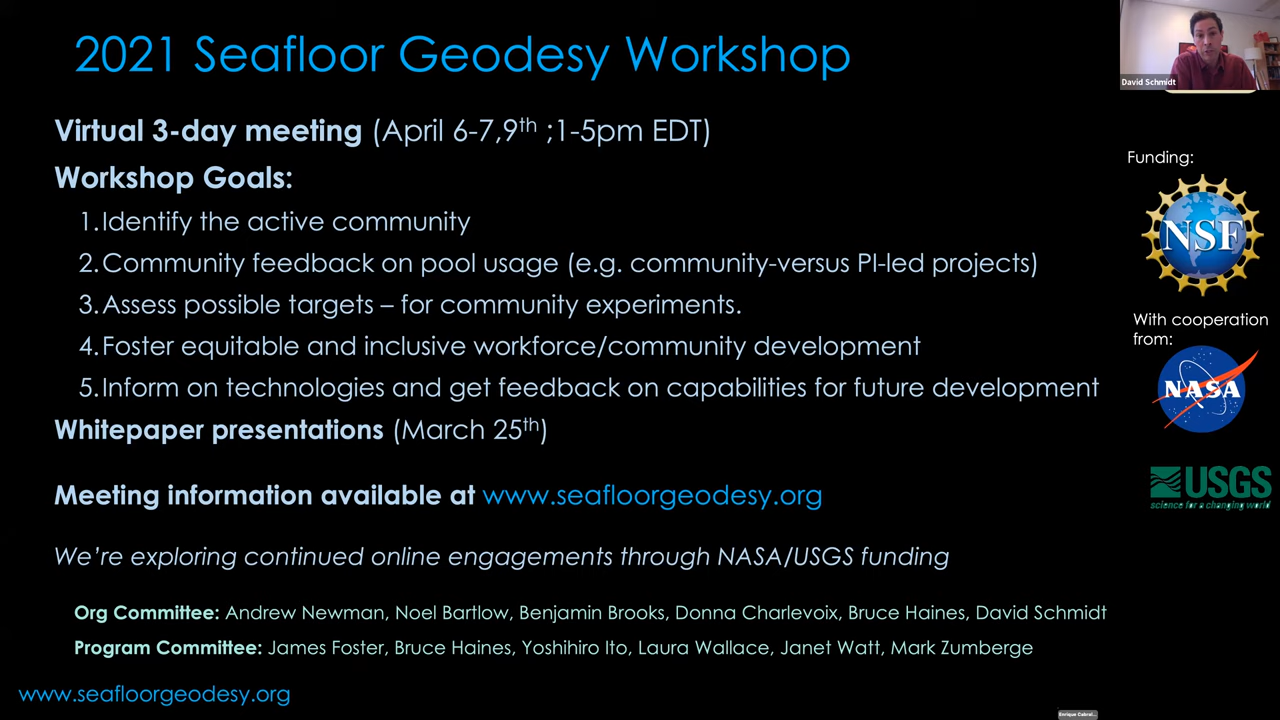 2021 Seafloor Geodesy Workshop
David Schmidt
Virtual 3-day meeting (April 6-7,9th ;1-5pm EDT)
Workshop Goals:
1. Identify the active community
2. Community feedback on pool usage (e.g. community-versus PI-led projects)
3. Assess possible targets – for community experiments.
4. Foster equitable and inclusive workforce/community development
5. Inform on technologies and get feedback on capabilities for future development
Whitepaper presentations (March 25th)
Meeting information available at www.seafloorgeodesy.org
We're exploring continued online engagements through NASA/USGS funding
Org Committee: Andrew Newman, Noel Bartlow, Benjamin Brooks, Donna Charlevoix, Bruce Haines, David Schmidt
Program Committee: James Foster, Bruce Haines, Yoshihiro Ito, Laura Wallace, Janet Watt, Mark Zumberge
www.seafloorgeodesy.org
Funding:
NSF
With cooperation
from:
NASA
USGS
science for a changing world
Enrique Cabral...